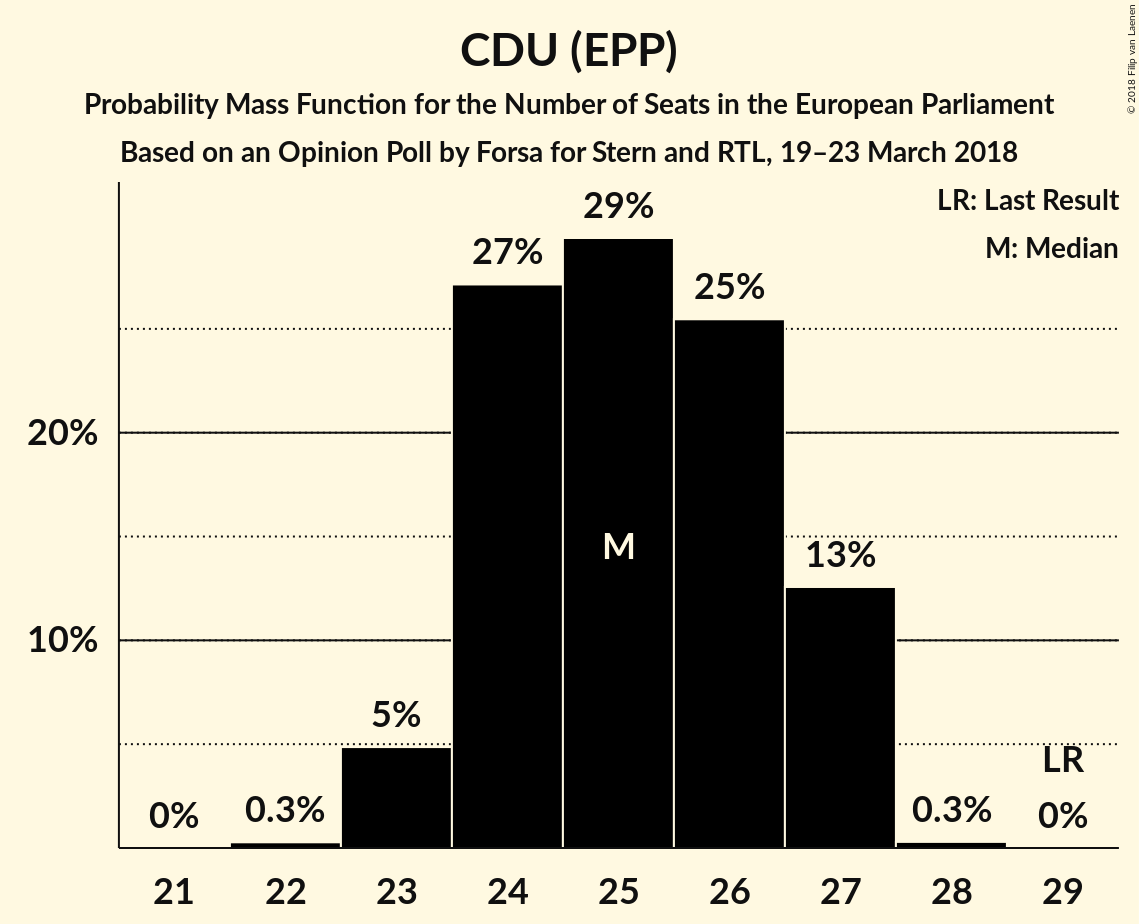 CDU (EPP)
Probability Mass Function for the Number of Seats in the European Parliament
Based on an Opinion Poll by Forsa for Stern and RTL, 19–23 March 2018
© 2018 Filip van Laenen
LR: Last Result
M: Median
29%
27%
25%
20%
M
13%
10%
5%
LR
0%
0.3%
0.3%
0%
21
22
23
24
25
26
27
28
29